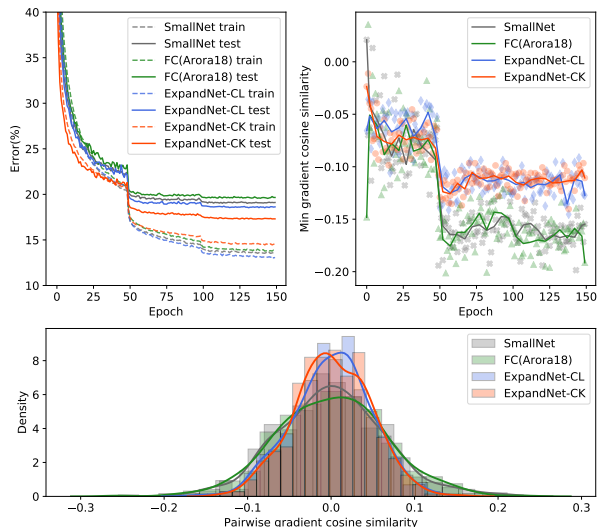 40
35
30
25
20
15
10
Error(%)
SmallNet train
SmallNet test
FC(Arora18) train
FC(Arora18) test
ExpandNet-CL train
ExpandNet-CL test
ExpandNet-CK train
ExpandNet-CK test
0 25 50 75 100 125 150
Epoch
0.00
−0.05
−0.10
−0.15
−0.20
Min gradient cosine similarity
SmallNet
FC(Arora18)
ExpandNet-CL
ExpandNet-CK
0 25 50 75 100 125 150
Epoch
8
6
4
2
0
Density
SmallNet
FC(Arora18)
ExpandNet-CL
ExpandNet-CK
−0.3 −0.2 −0.1 0.0 0.1 0.2 0.3
Pairwise gradient cosine similarity